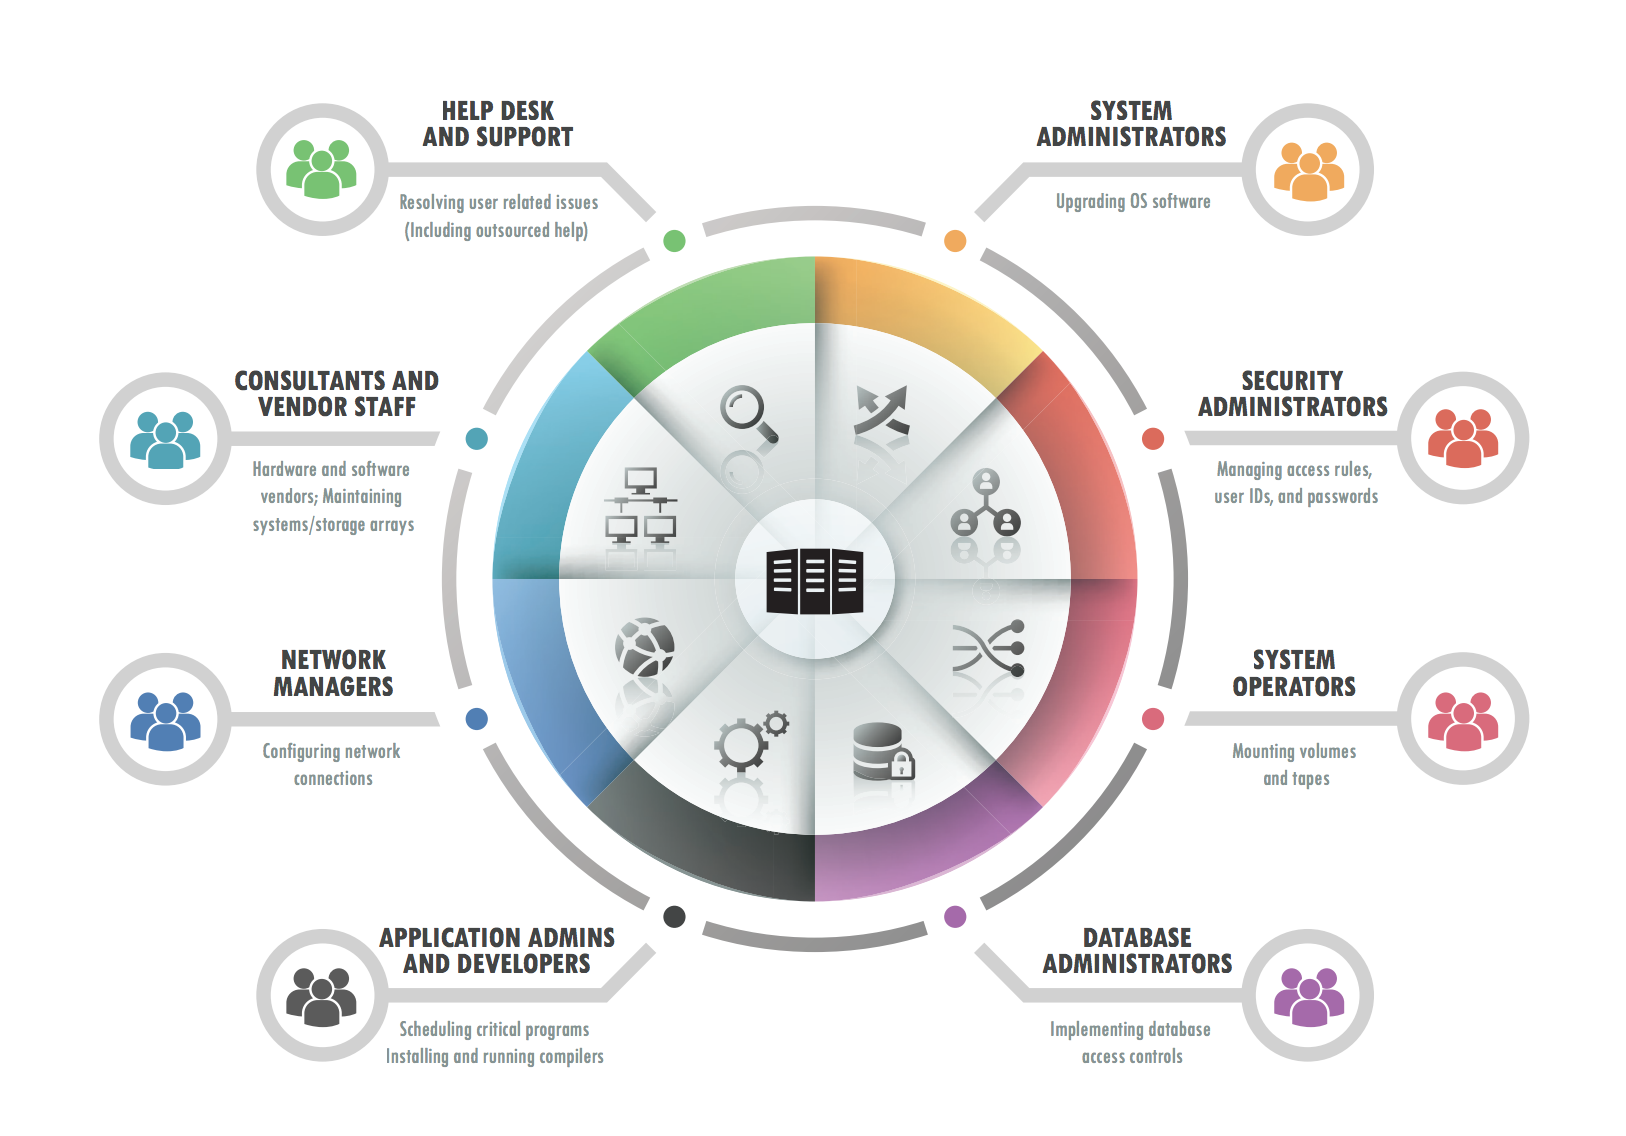 HELP DESK
AND SUPPORT
Resolving user related issues
(Including outsourced help)
SYSTEM
ADMINISTRATORS
Upgrading OS software
CONSULTANTS AND
VENDOR STAFF
Hardware and software
vendors; Maintaining
systems/storage arrays
SECURITY
ADMINISTRATORS
Managing access rules,
user IDs, and passwords
NETWORK
MANAGERS
Configuring network
connections
SYSTEM
OPERATORS
Mounting volumes
and tapes
APPLICATION ADMINS
AND DEVELOPERS
Scheduling critical programs
Installing and running compilers
DATABASE
ADMINISTRATORS
Implementing database
access controls